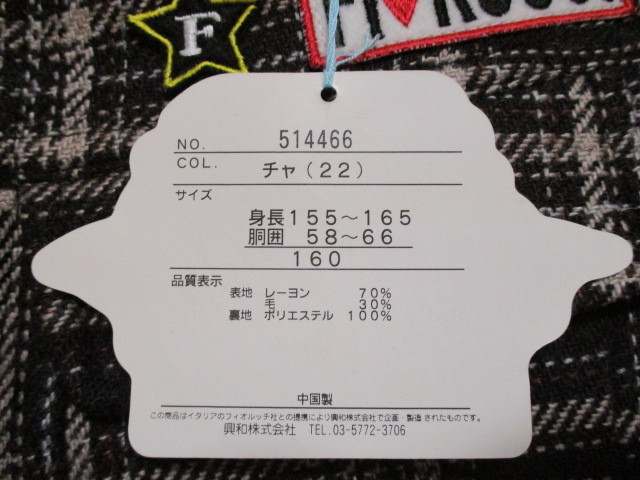 F
FI♥RUCCI
NO. 514466
COL. チャ(22)
サイズ
身長155～165
胴囲 58～66
160
品質表示
表地 レーヨン 70%
毛 30%
裏地 ポリエステル 100%
中国製
この商品はイタリアのフィオルッチ社との提携により興和株式会社で企画・製造されたものです。
興和株式会社 TEL.03-5772-3706